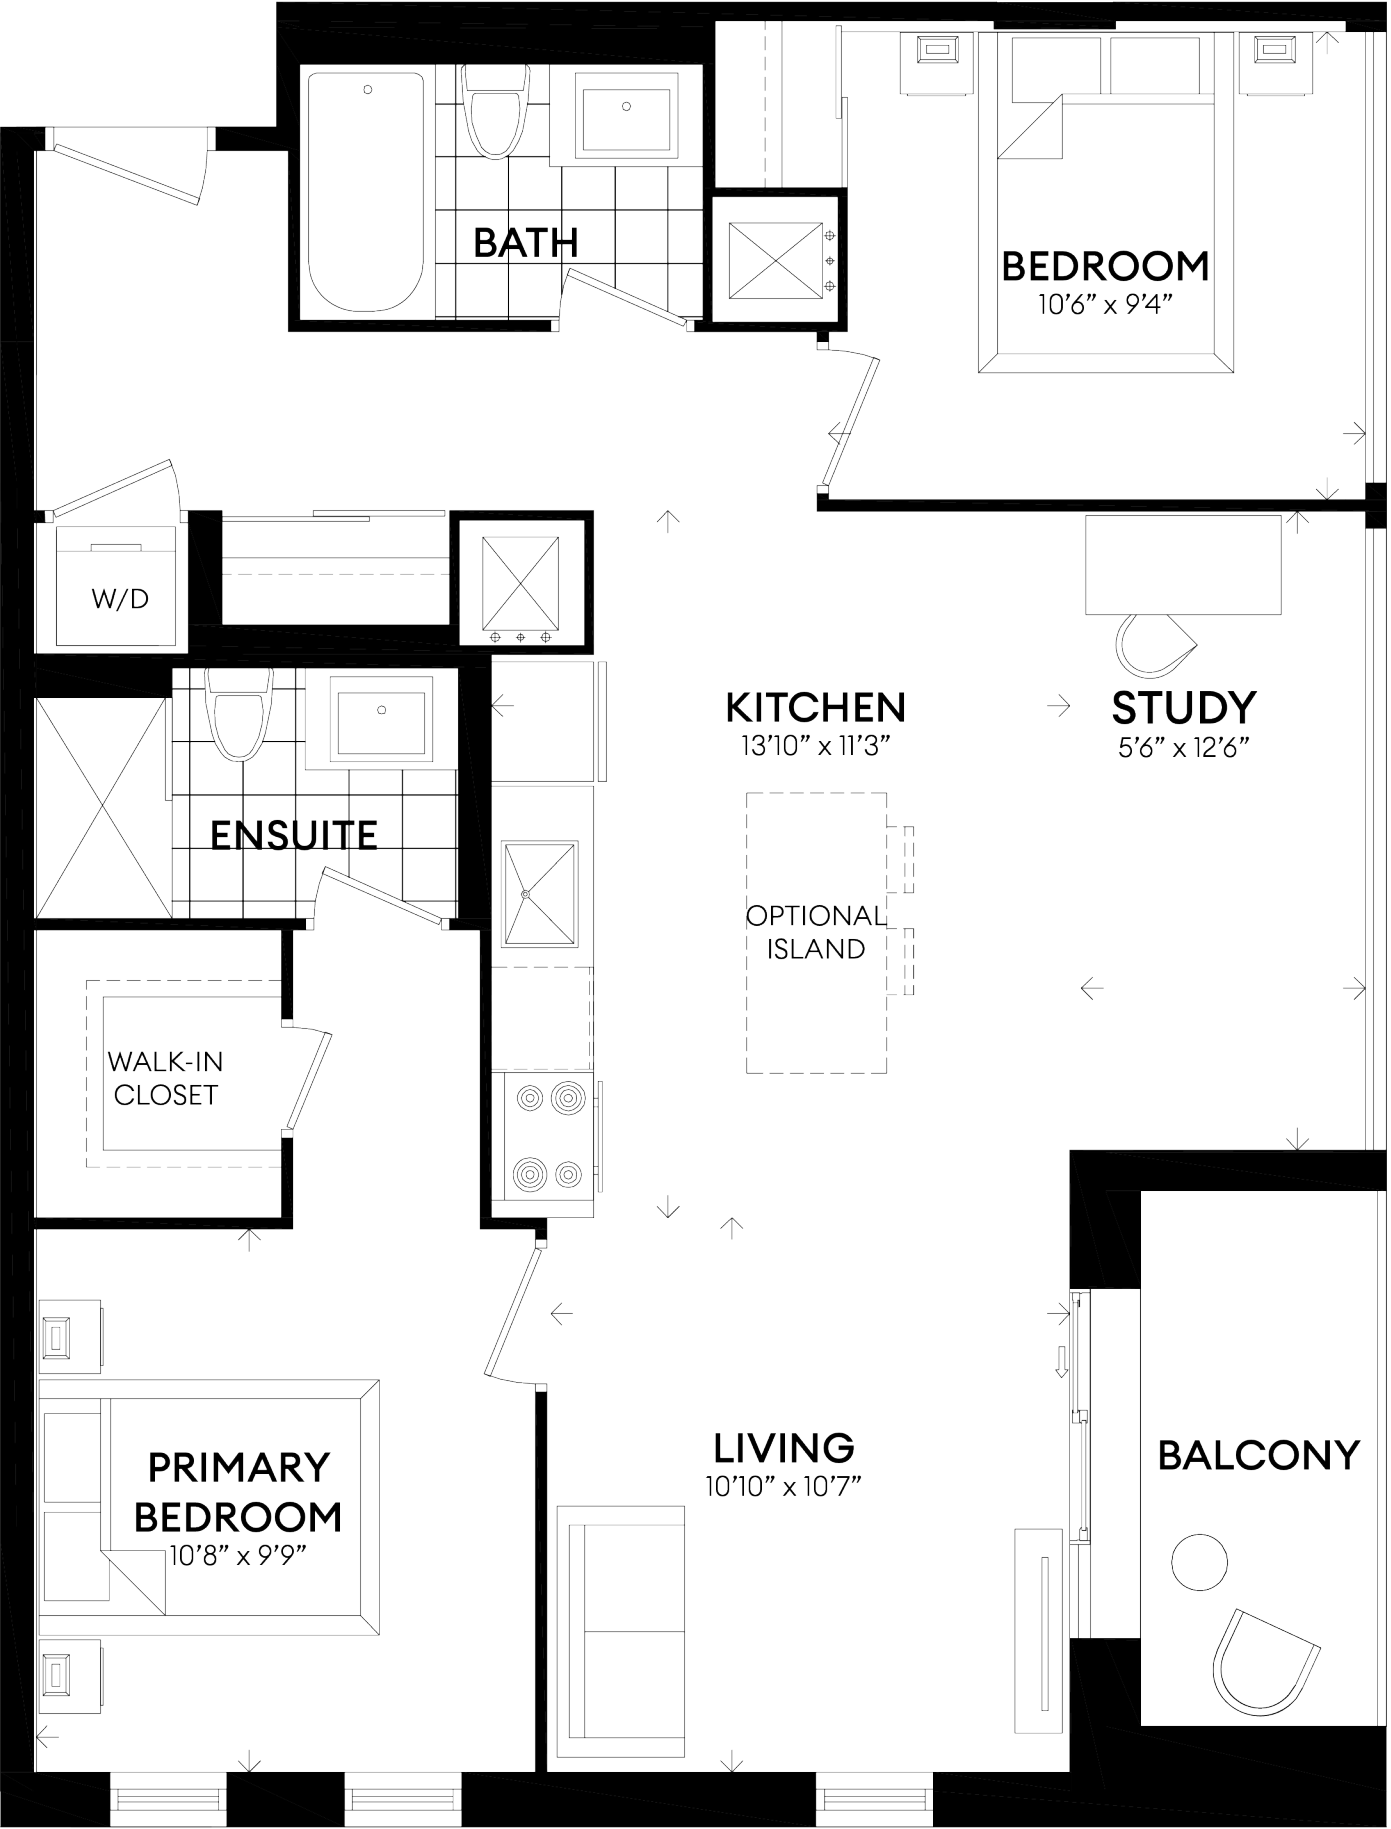 BATH
BEDROOM
10’6” x 9’4”
W/D
KITCHEN
13’10” x 11’3”
STUDY
5’6” x 12’6”
ENSUITE
OPTIONAL
ISLAND
WALK-IN
CLOSET
LIVING
10’10” x 10’7”
BALCONY
PRIMARY
BEDROOM
10’8” x 9’9”